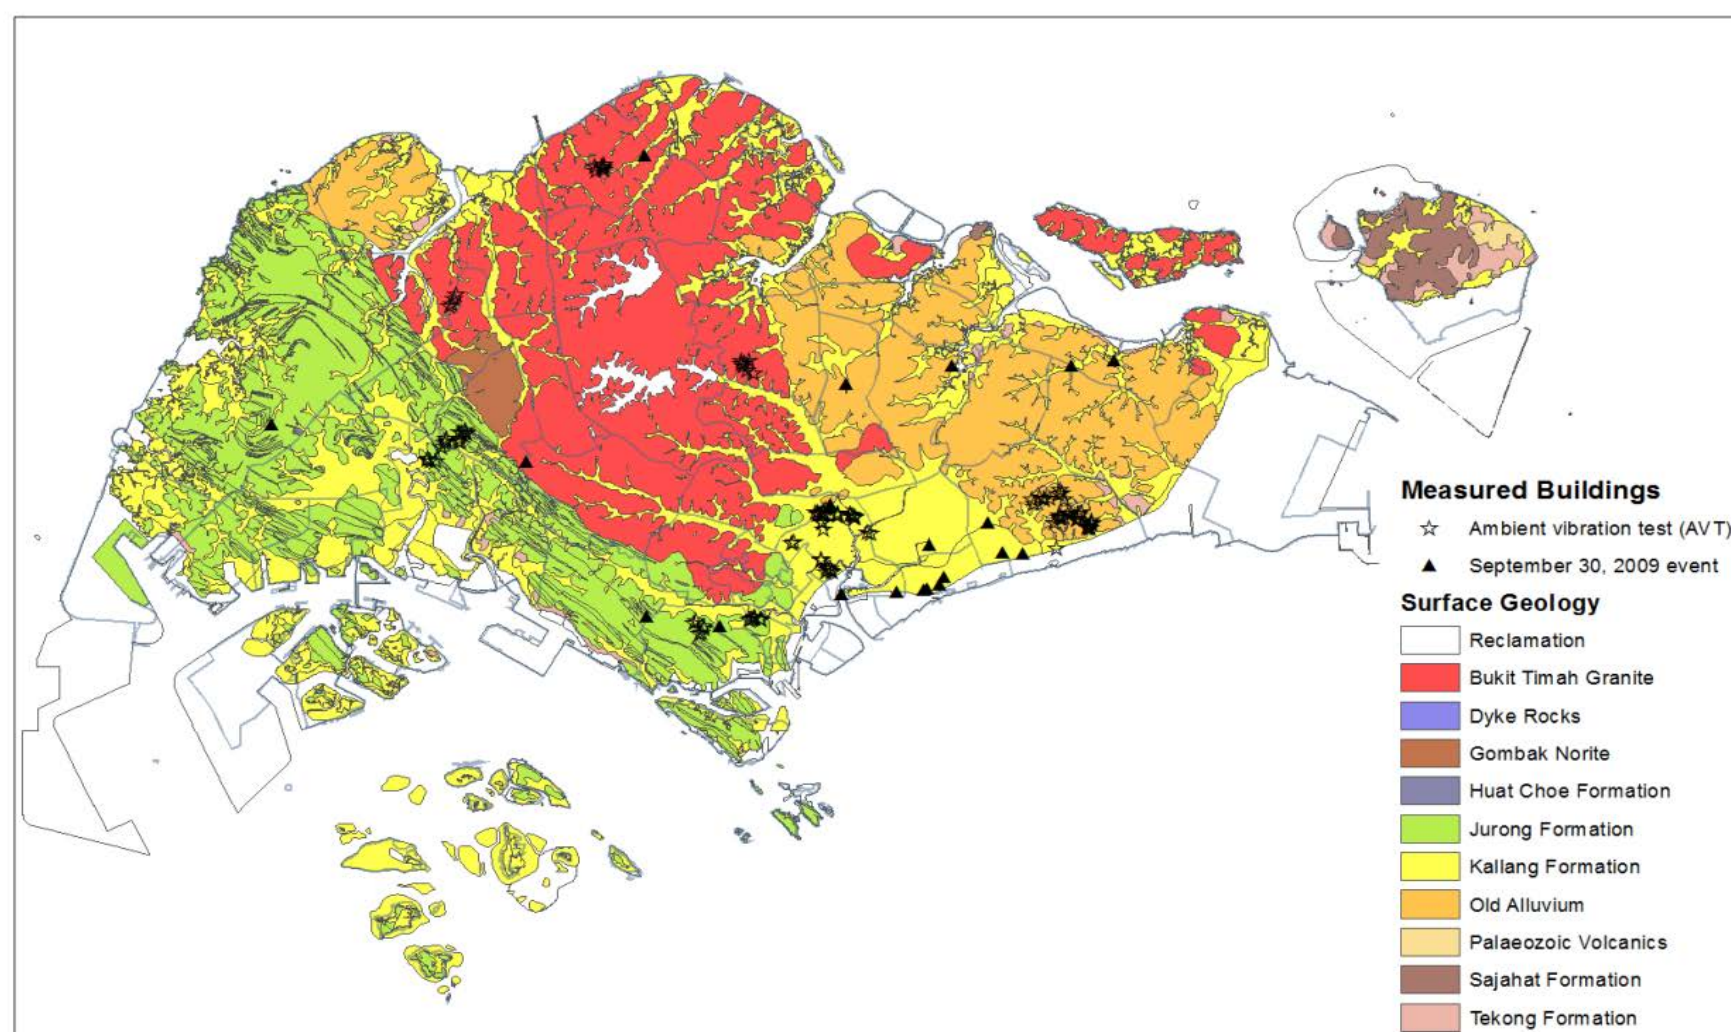 Measured Buildings
Ambient vibration test (AVT)
September 30, 2009 event
Surface Geology
Reclamation
Bukit Timah Granite
Dyke Rocks
Gombak Norite
Huat Choe Formation
Jurong Formation
Kallang Formation
Old Alluvium
Palaeozoic Volcanics
Sajahat Formation
Tekong Formation